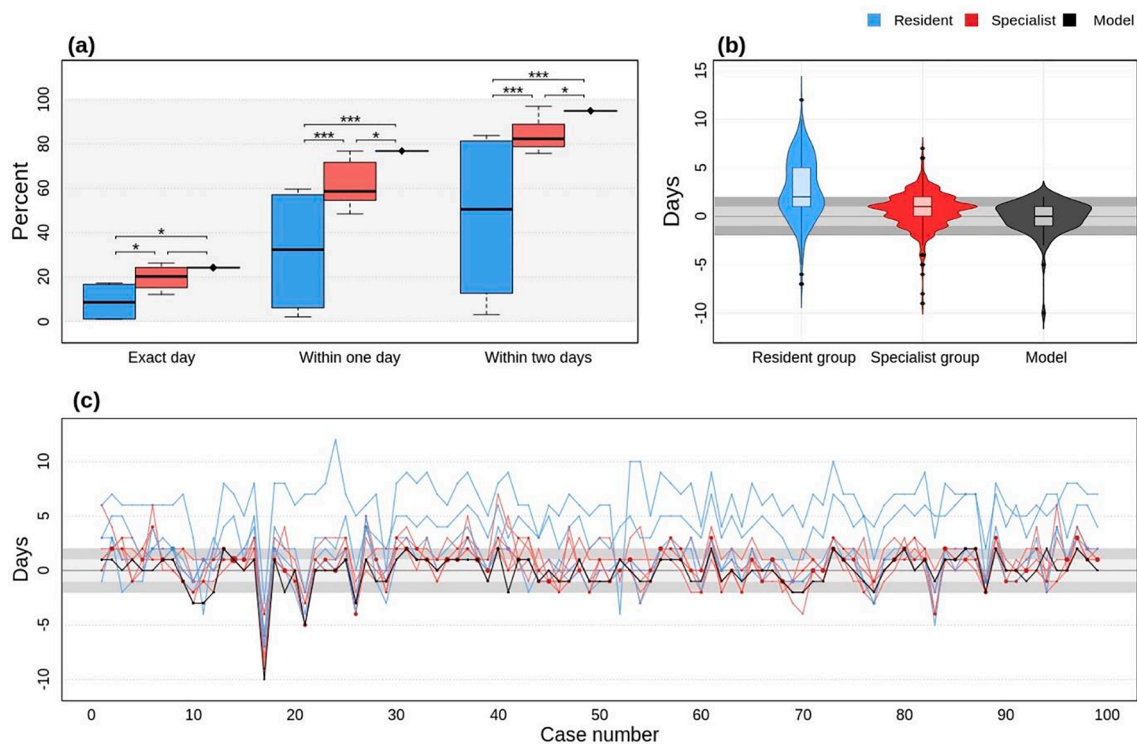 Resident Specialist Model
(a)
(b)
Percent
100
80
60
40
20
0
***
***
***
*
***
*
***
*
*
*
Exact day Within one day Within two days
Days
15
10
5
0
-5
-10
Resident group Specialist group Model
(c)
Days
10
5
0
-5
-10
0 10 20 30 40 50 60 70 80 90 100
Case number